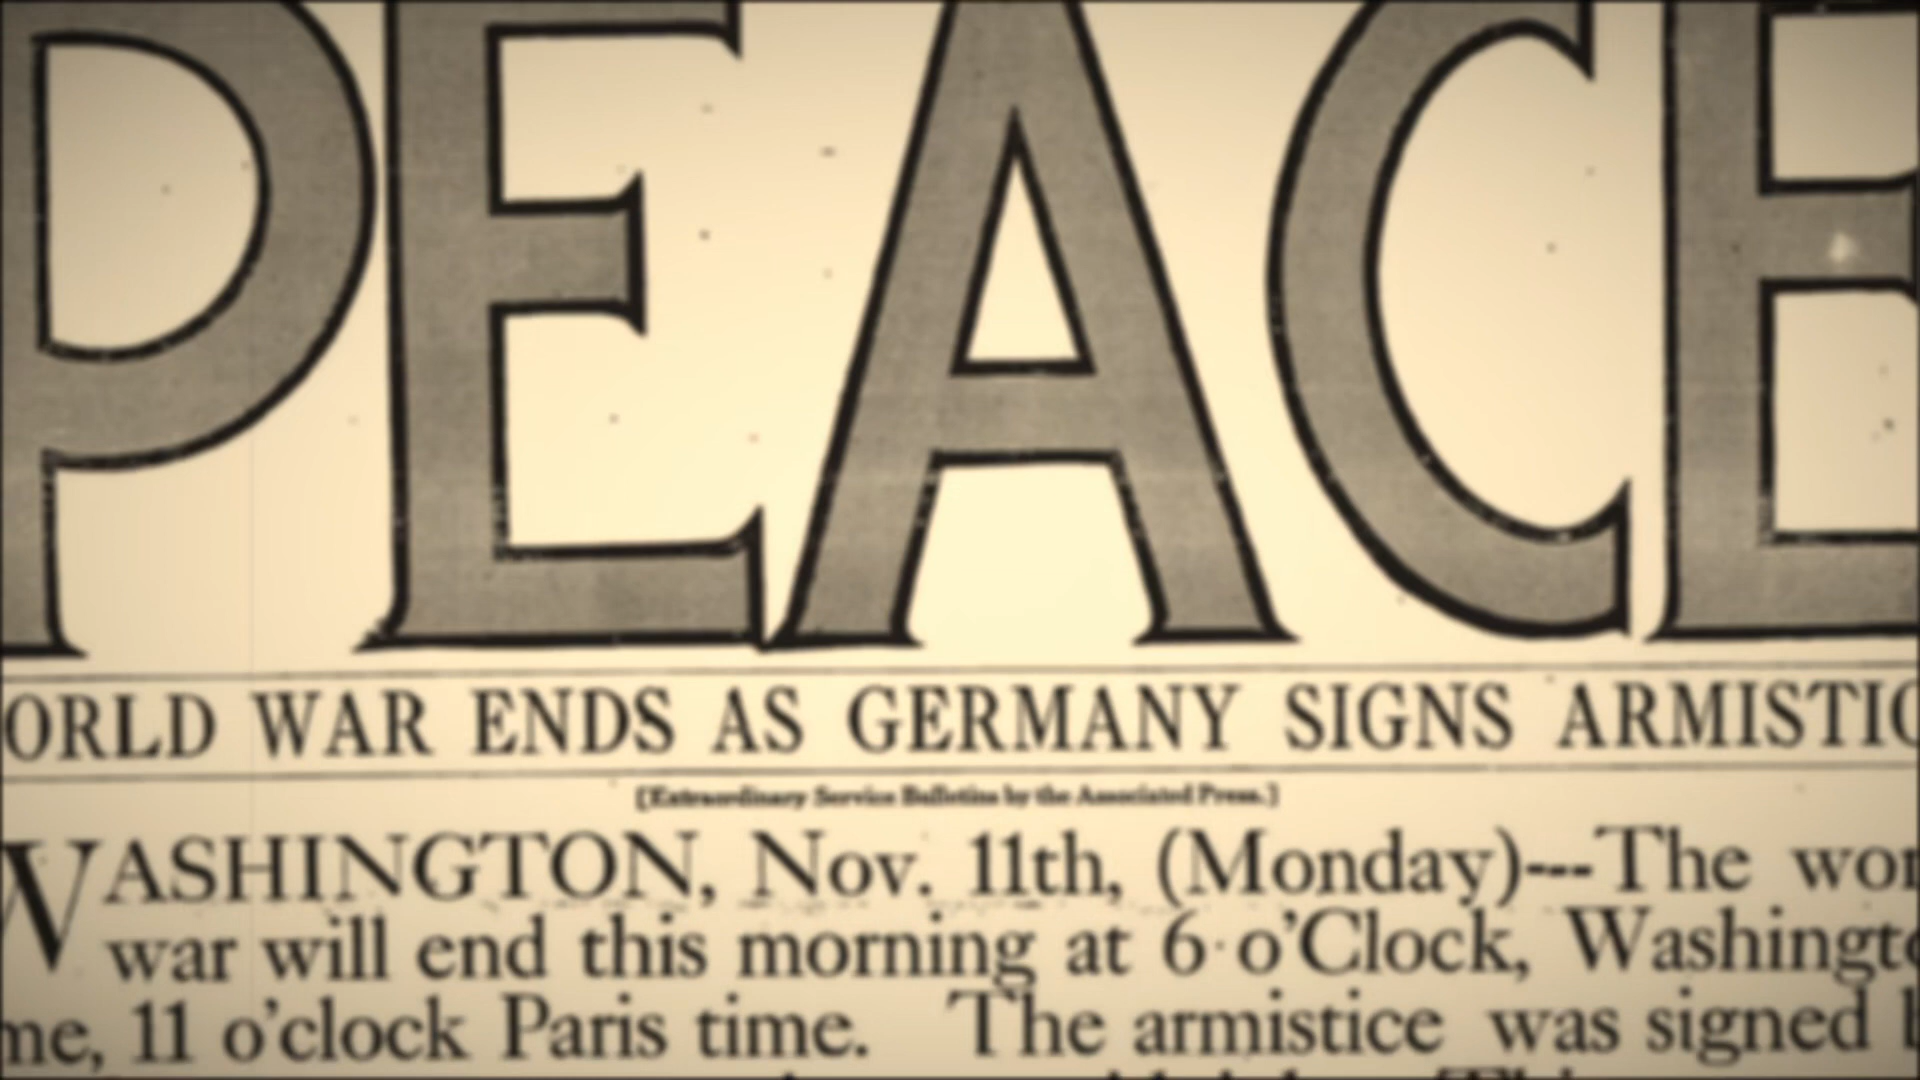 PEACE
ORLD WAR ENDS AS GERMANY SIGNS ARMISTIC
[Extraordinary Service Bulletins by the Associated Press.]
WASHINGTON, Nov. 11th, (Monday)---The wor
war will end this morning at 6 o'Clock, Washingto
me, 11 o'clock Paris time. The armistice was signed b